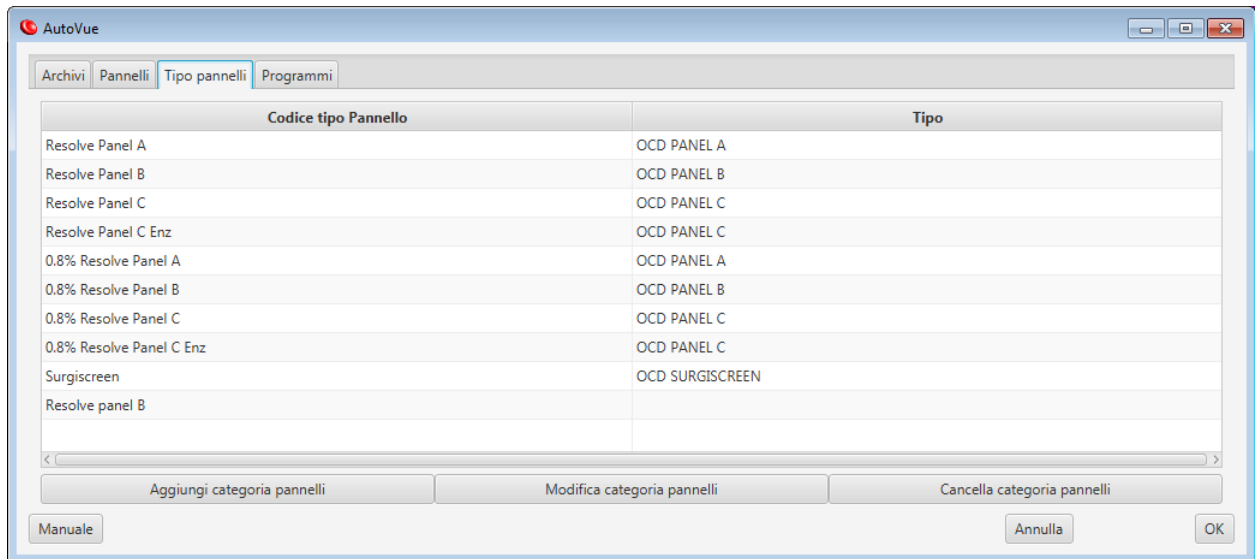 AutoVue
Archivi Pannelli Tipo pannelli Programmi
Codice tipo Pannello Tipo
Resolve Panel A OCD PANEL A
Resolve Panel B OCD PANEL B
Resolve Panel C OCD PANEL C
Resolve Panel C Enz OCD PANEL C
0.8% Resolve Panel A OCD PANEL A
0.8% Resolve Panel B OCD PANEL B
0.8% Resolve Panel C OCD PANEL C
0.8% Resolve Panel C Enz OCD PANEL C
Surgiscreen OCD SURGISCREEN
Resolve panel B
Aggiungi categoria pannelli Modifica categoria pannelli Cancella categoria pannelli
Manuale Annulla OK